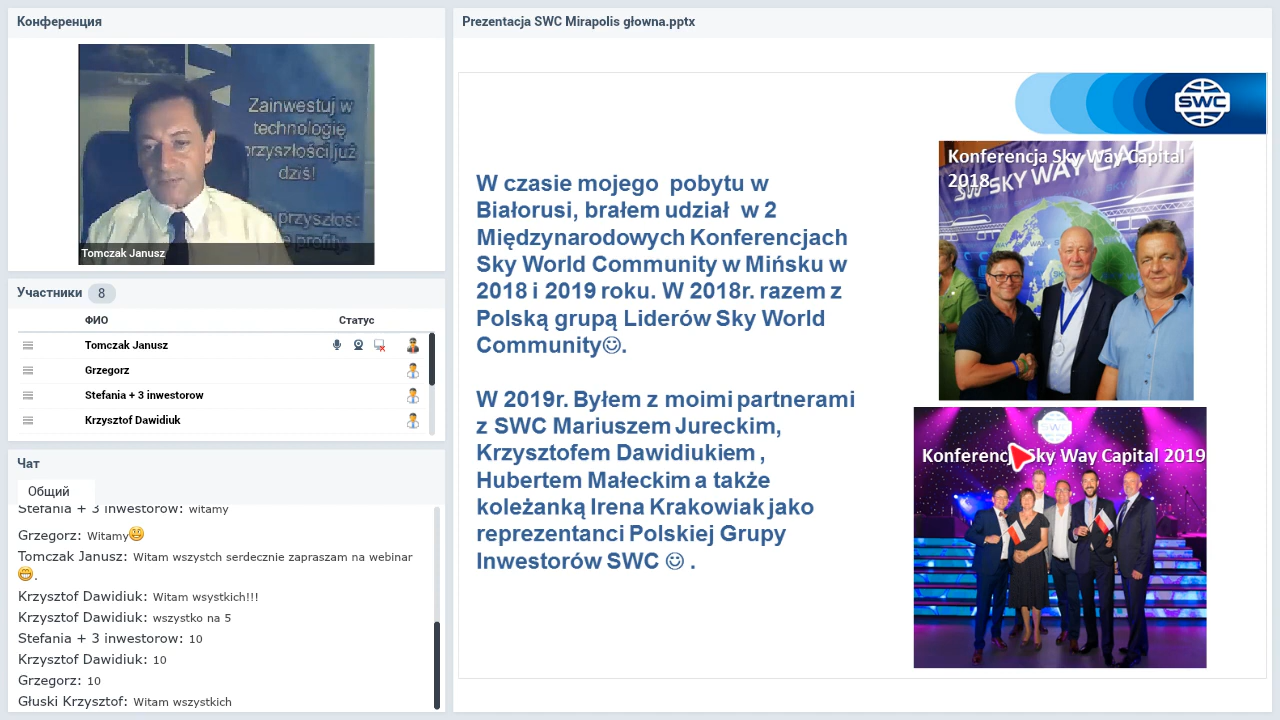 Конференция
Zainwestuj w
technologię
przyszłości już
dziś!
Tomczak Janusz
Участники 8
ФИО Статус
Tomczak Janusz
Grzegorz
Stefania + 3 inwestorow
Krzysztof Dawidiuk
Чат
Общий
Stefania + 3 inwestorow: witamy
Grzegorz: Witamy
Tomczak Janusz: Witam wszystch serdecznie zapraszam na webinar
.
Krzysztof Dawidiuk: Witam wsystkich!!!
Krzysztof Dawidiuk: wszystko na 5
Stefania + 3 inwestorow: 10
Krzysztof Dawidiuk: 10
Grzegorz: 10
Głuski Krzysztof: Witam wszystkich
Prezentacja SWC Mirapolis głowna.pptx
SWC
W czasie mojego pobytu w
Białorusi, brałem udział w 2
Międzynarodowych Konferencjach
Sky World Community w Mińsku w
2018 i 2019 roku. W 2018r. razem z
Polską grupą Liderów Sky World
Community☺.
W 2019r. Byłem z moimi partnerami
z SWC Mariuszem Jureckim,
Krzysztofem Dawidiukiem ,
Hubertem Małeckim a także
koleżanką Irena Krakowiak jako
reprezentanci Polskiej Grupy
Inwestorów SWC ☺ .
Konferencja Sky Way Capital
2018
SW SKY WAY CAPITAL
SWC
Konferencja Sky Way Capital 2019